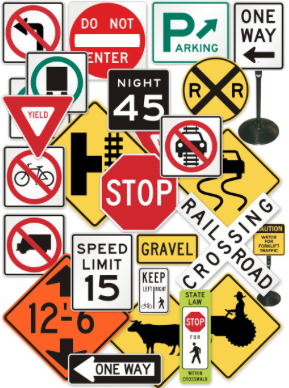 DO NOT
ENTER
P
PARKING
ONE
WAY
NIGHT
45
R R
YIELD
STOP
RAILROAD
CROSSING
SPEED
LIMIT
15
GRAVEL
CAUTION
WATCH
FOR
FORKLIFT
TRAFFIC
KEEP
12-6
STATE
LAW
STOP
FOR
WITHIN
CROSSWALK
ONE WAY